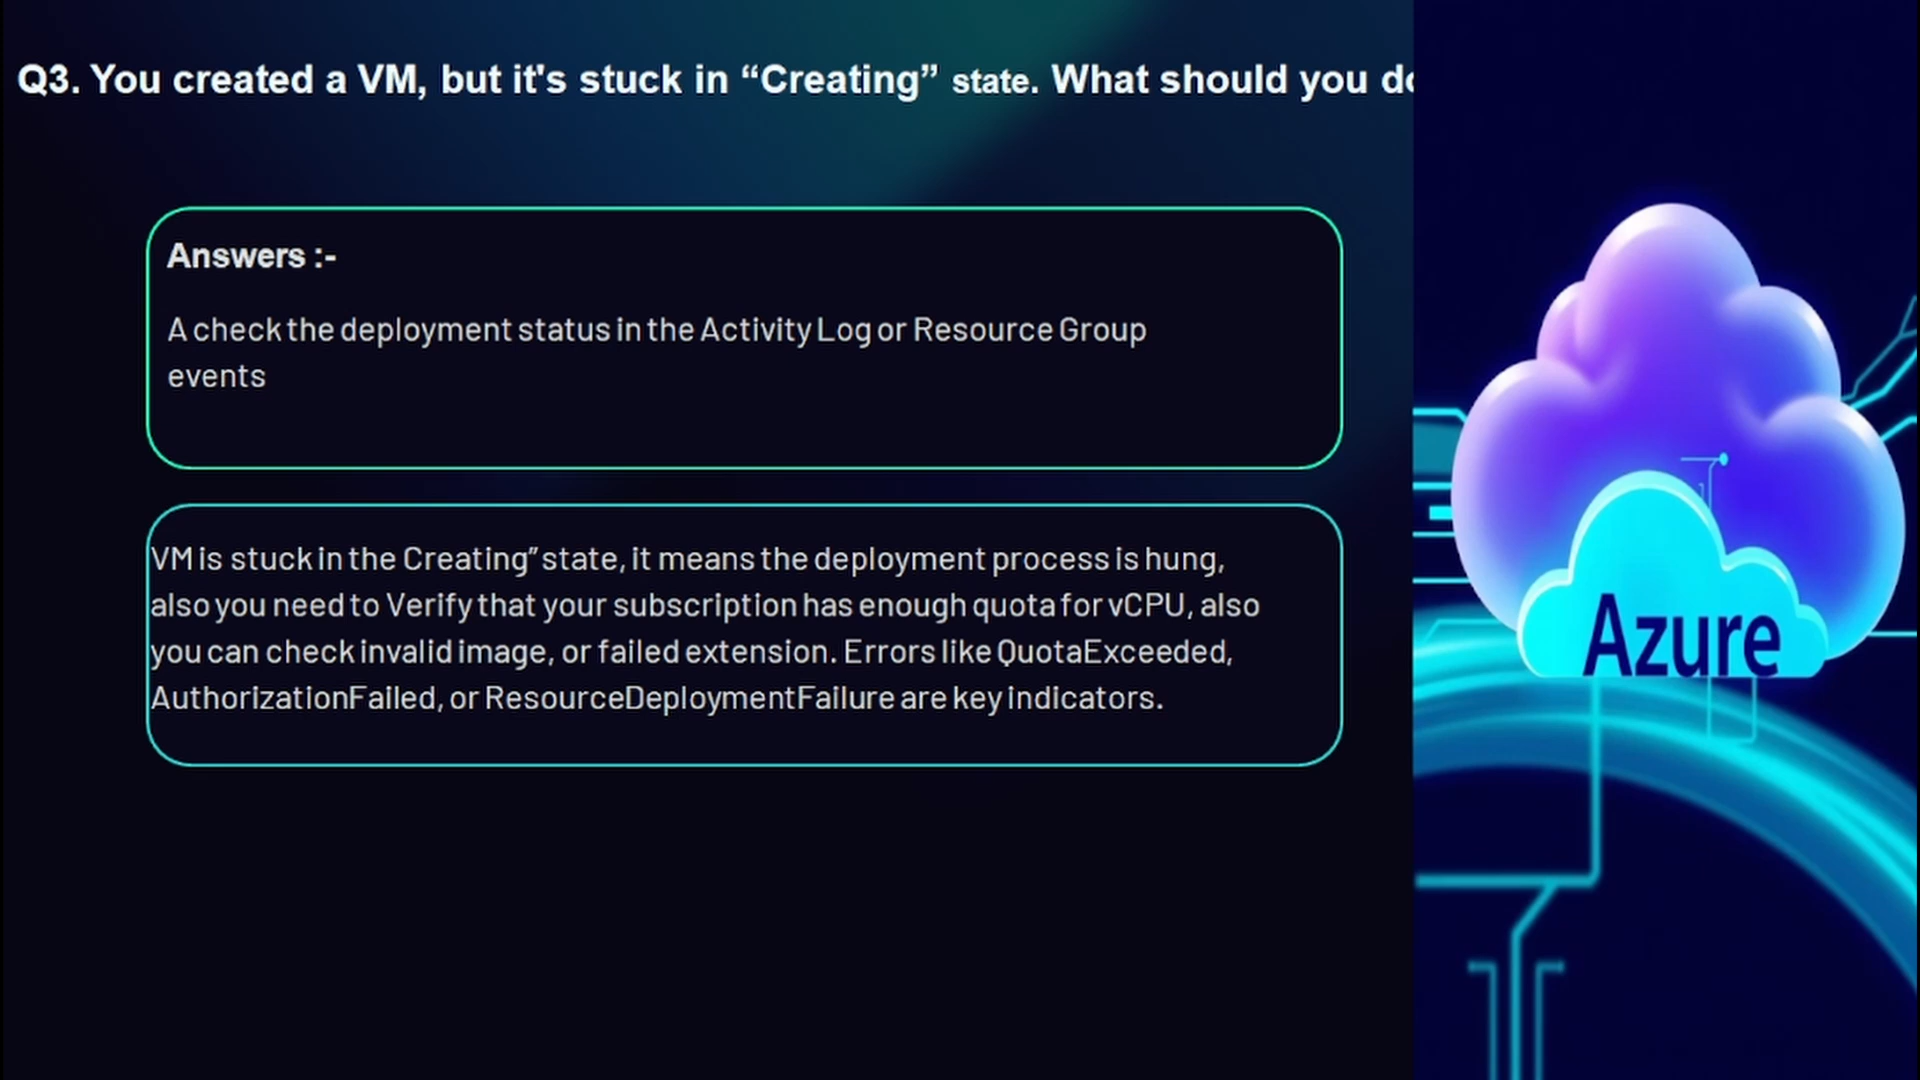 Q3. You created a VM, but it's stuck in “Creating” state. What should you
Answers :-
A check the deployment status in the Activity Log or Resource Group
events
VM is stuck in the Creating” state, it means the deployment process is hung,
also you need to Verify that your subscription has enough quota for vCPU, also
you can check invalid image, or failed extension. Errors like QuotaExceeded,
AuthorizationFailed, or ResourceDeploymentFailure are key indicators.
Azure